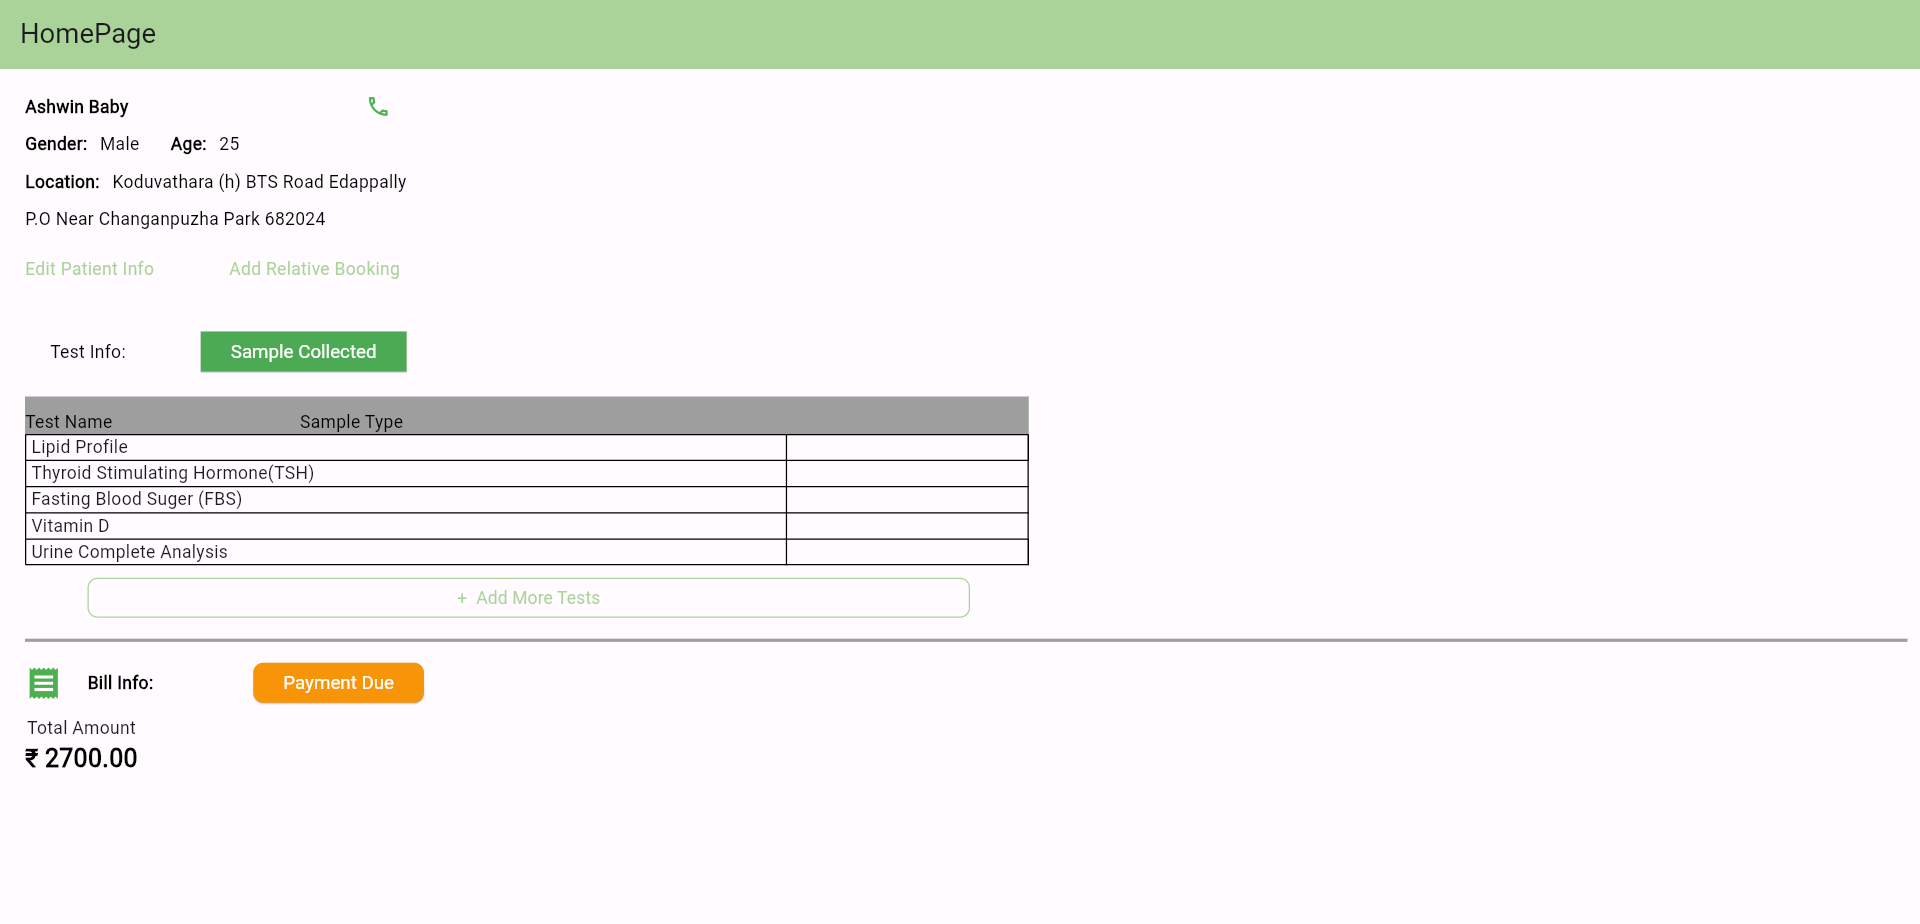 HomePage
Ashwin Baby
Gender: Male Age: 25
Location: Koduvathara (h) BTS Road Edappally
P.O Near Changanpuzha Park 682024
Edit Patient Info Add Relative Booking
Test Info: Sample Collected
Test Name Sample Type
Lipid Profile
Thyroid Stimulating Hormone(TSH)
Fasting Blood Suger (FBS)
Vitamin D
Urine Complete Analysis
+ Add More Tests
Bill Info: Payment Due
Total Amount
₹ 2700.00